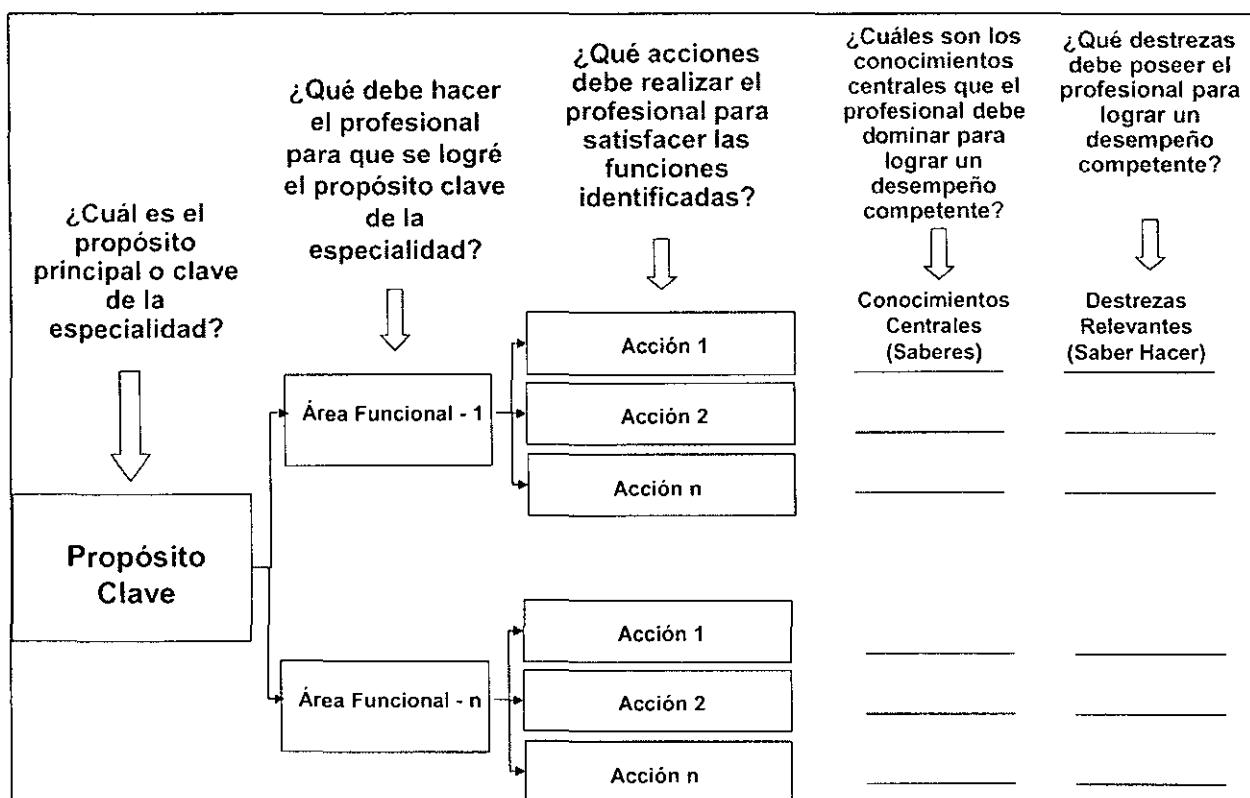 ¿Cuál es el
propósito
principal o clave
de la
especialidad?
¿Qué debe hacer
el profesional
para que se logré
el propósito clave
de la
especialidad?
¿Qué acciones
debe realizar el
profesional para
satisfacer las
funciones
identificadas?
¿Cuáles son los
conocimientos
centrales que el
profesional debe
dominar para
lograr un
desempeño
competente?
¿Qué destrezas
debe poseer el
profesional para
lograr un
desempeño
competente?
Conocimientos
Centrales
(Saberes)
Destrezas
Relevantes
(Saber Hacer)
Propósito
Clave
Área Funcional - 1
Acción 1
Acción 2
Acción n
Área Funcional - n
Acción 1
Acción 2
Acción n